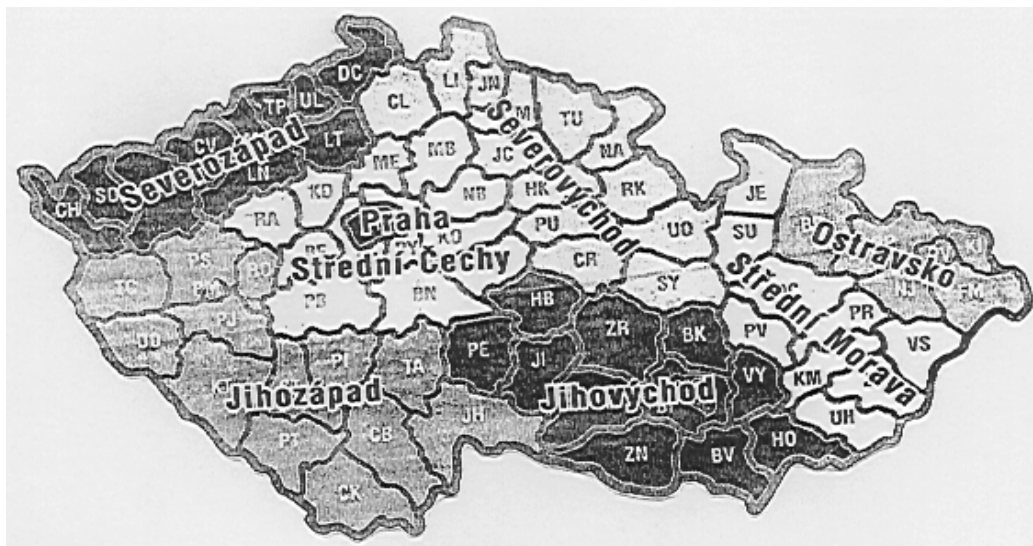 DC
LI
JN
UL
TP
CL
M
TU
CV
LT
Severovýchod
MB
JC
NA
ME
Severozápad
LN
SO
CH
KD
NB
HK
RK
JE
RA
Praha
KO
PU
UO
SU
Ostravsko
KI
Střední Čechy
CR
PS
RO
TC
PM
SY
NJ
FM
PB
BN
HB
Střední Morava
PR
DO
PJ
ZR
BK
PV
VS
PE
JI
PI
TA
VY
KM
Jihozápad
JH
Jihovýchod
UH
PT
CB
ZN
BV
HO
CK